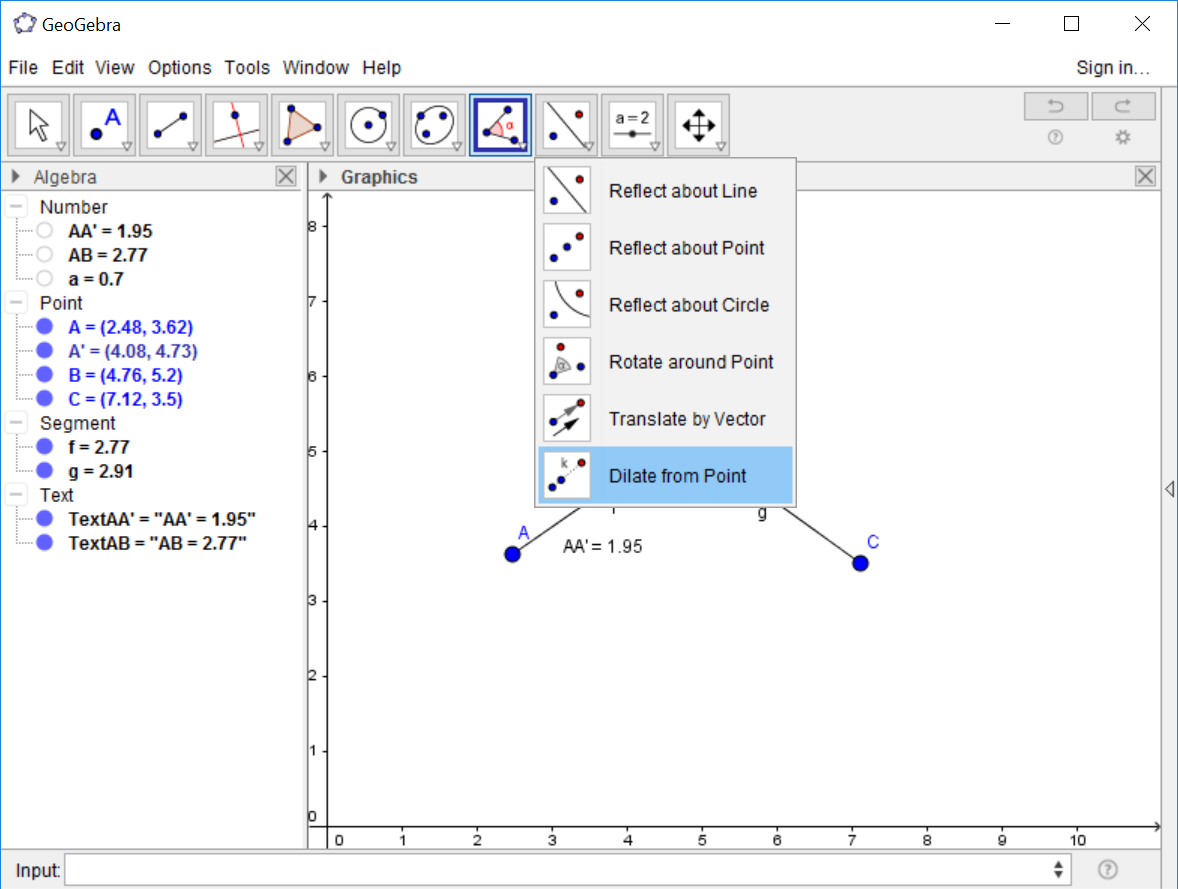 GeoGebra
File Edit View Options Tools Window Help Sign in...
A α a = 2
Algebra
Graphics
Number
AA' = 1.95
AB = 2.77
a = 0.7
Point
A = (2.48, 3.62)
A' = (4.08, 4.73)
B = (4.76, 5.2)
C = (7.12, 3.5)
Segment
f = 2.77
g = 2.91
Text
TextAA' = "AA' = 1.95"
TextAB = "AB = 2.77"
Reflect about Line
Reflect about Point
Reflect about Circle
α Rotate around Point
Translate by Vector
k Dilate from Point
8
7
6
5
4
3
2
1
0
g
A
AA' = 1.95
C
0 1 2 3 4 5 6 7 8 9 10
Input: